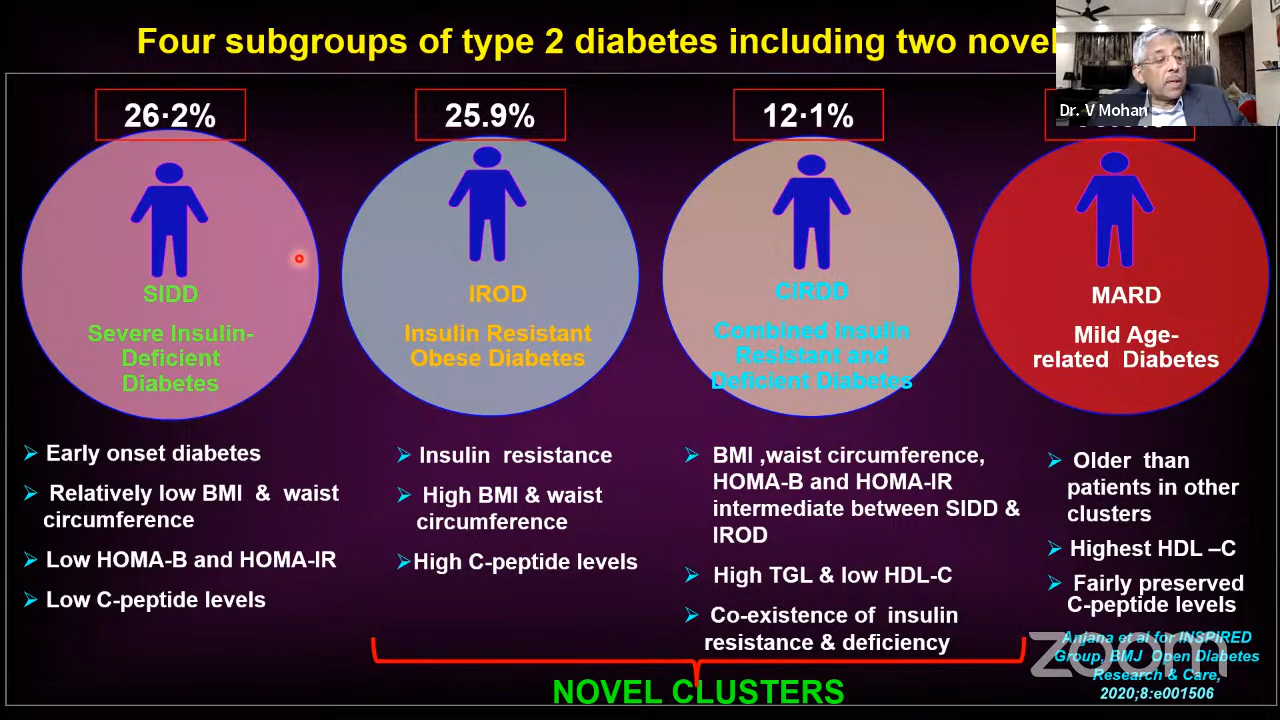 Four subgroups of type 2 diabetes including two novel
Dr. V Mohan
26·2%
25.9%
12·1%
SIDD
Severe Insulin-
Deficient
Diabetes
IROD
Insulin Resistant
Obese Diabetes
CIRDD
Combined Insulin
Resistant and
Deficient Diabetes
MARD
Mild Age-
related Diabetes
Early onset diabetes
Relatively low BMI & waist
circumference
Low HOMA-B and HOMA-IR
Low C-peptide levels
Insulin resistance
High BMI & waist
circumference
High C-peptide levels
BMI ,waist circumference,
HOMA-B and HOMA-IR
intermediate between SIDD &
IROD
High TGL & low HDL-C
Co-existence of insulin
resistance & deficiency
Older than
patients in other
clusters
Highest HDL –C
Fairly preserved
C-peptide levels
NOVEL CLUSTERS
Anjana et al for INSPIRED
Group, BMJ Open Diabetes
Research & Care,
2020;8:e001506
zoom